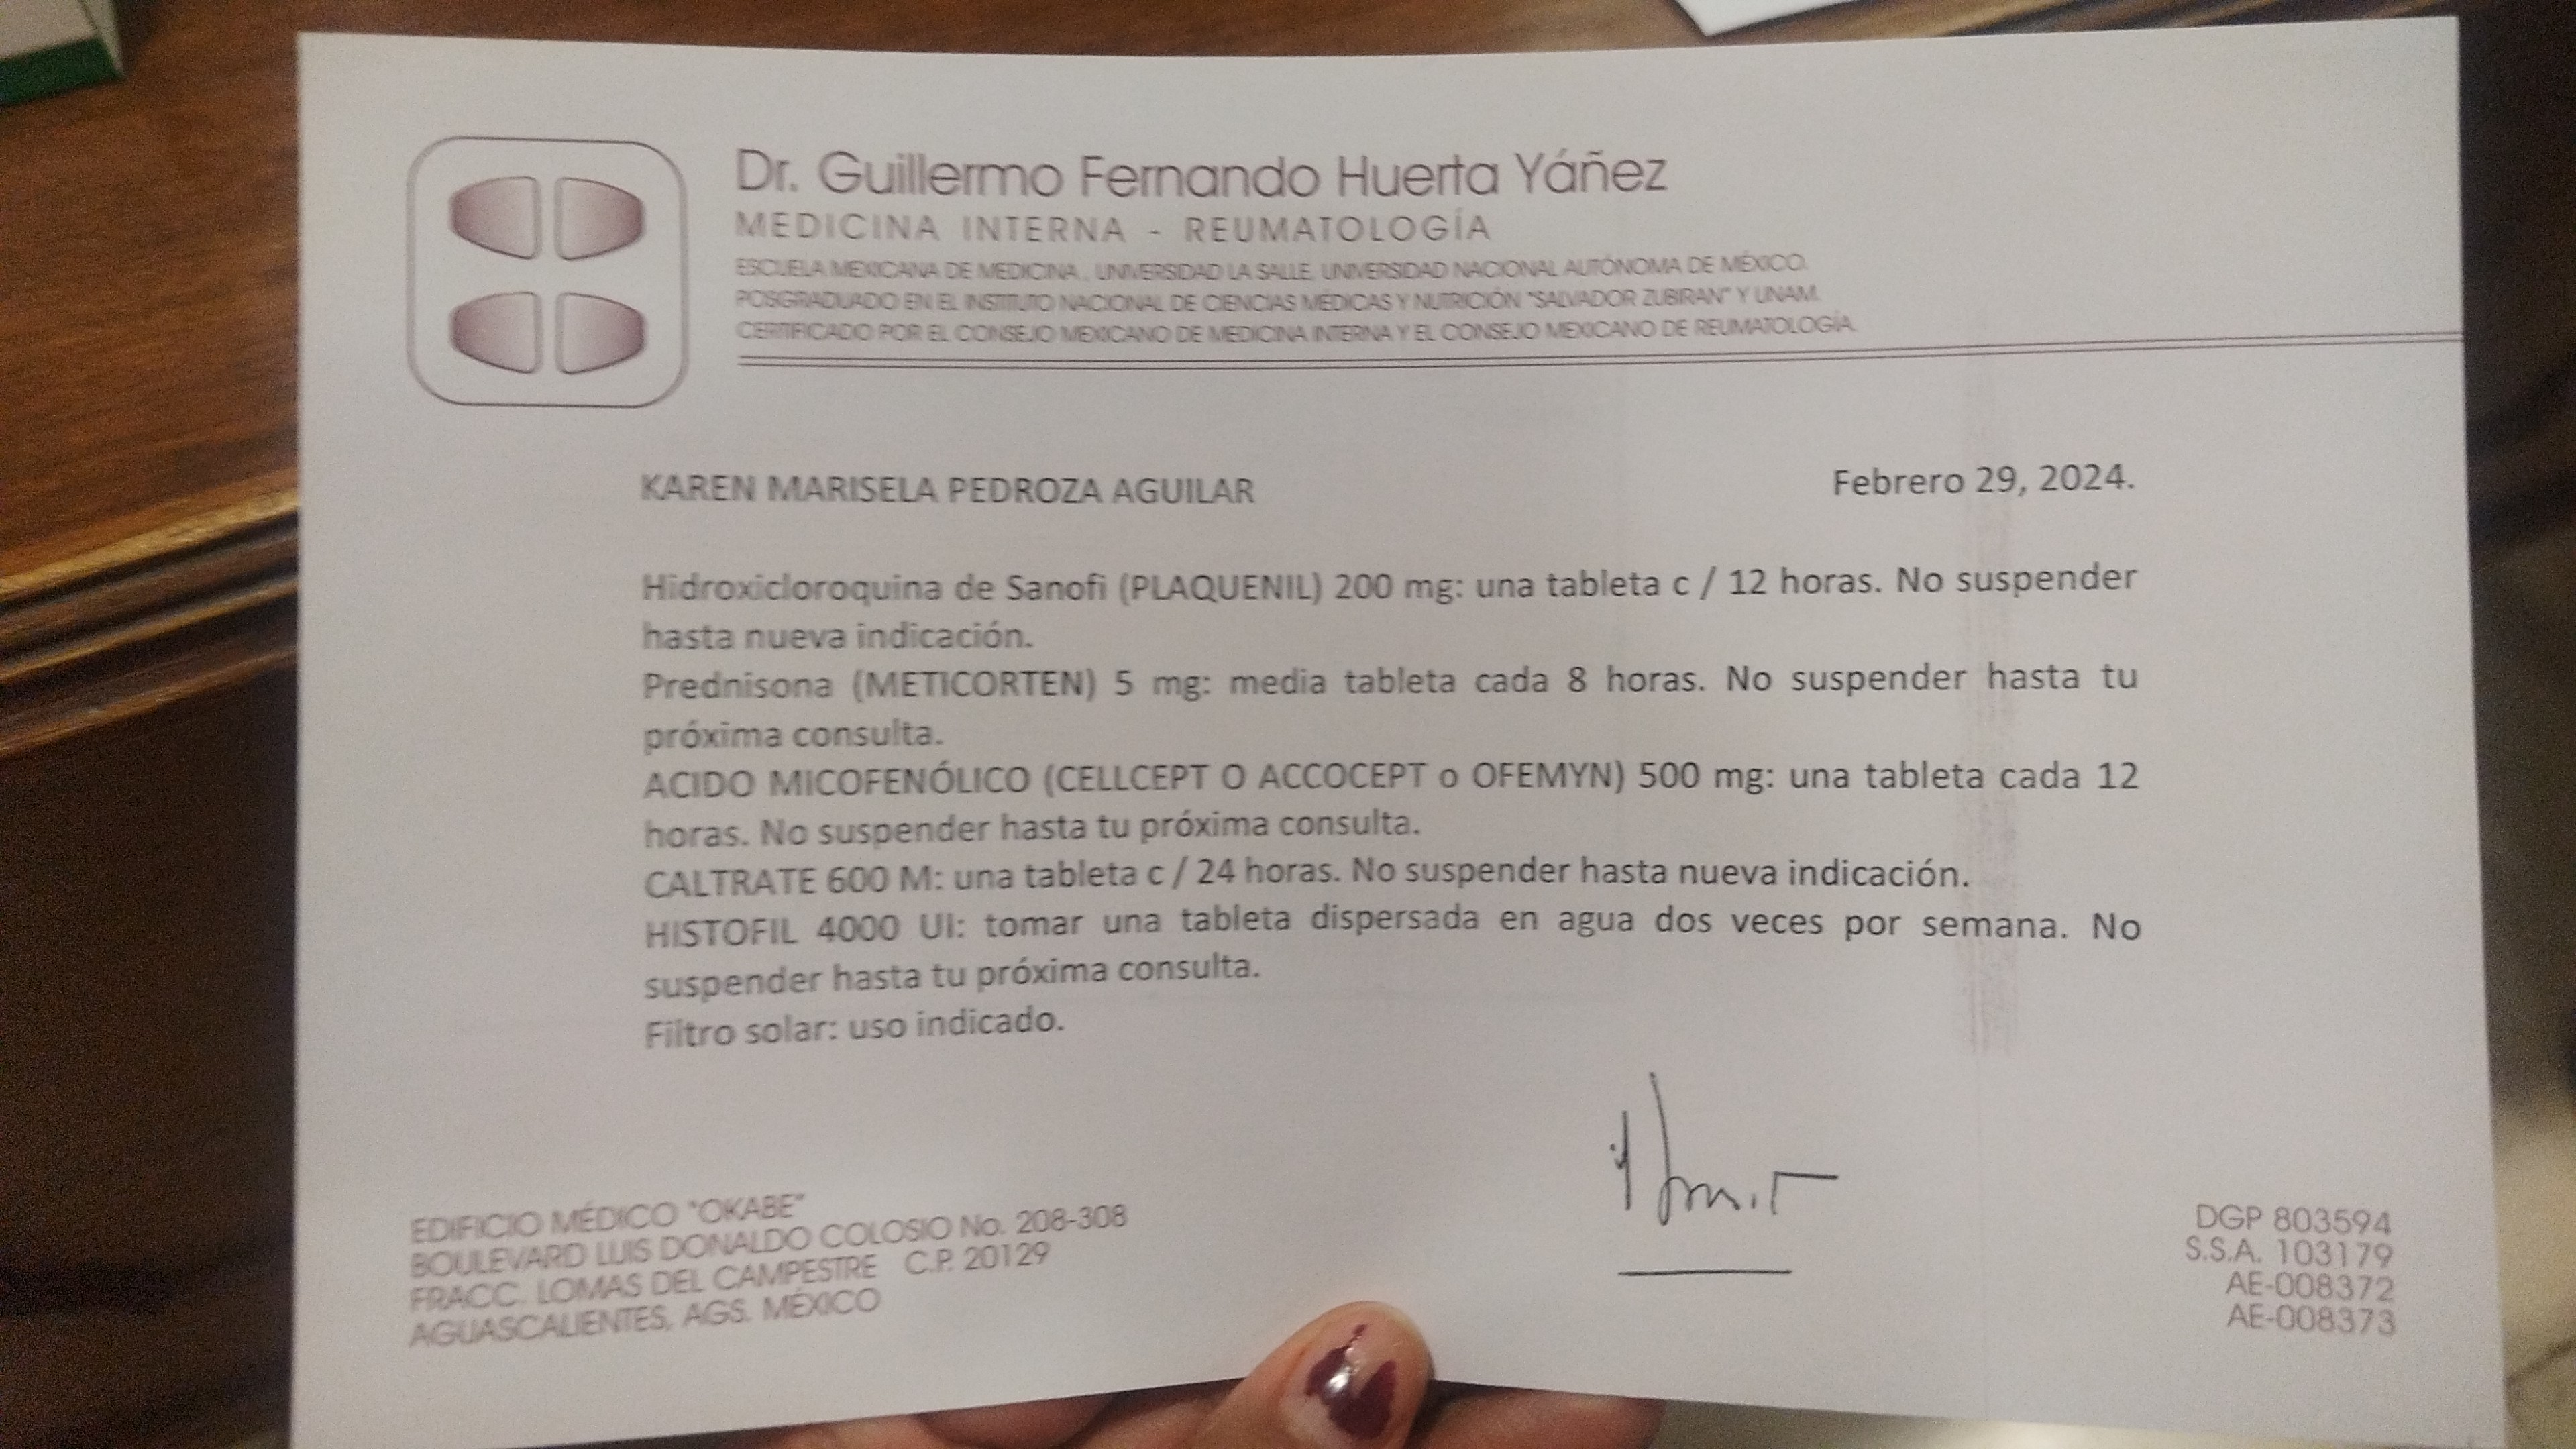 Dr. Guillermo Fernando Huerta Yáñez
MEDICINA INTERNA - REUMATOLOGÍA
ESCUELA MEXICANA DE MEDICINA, UNIVERSIDAD LA SALLE, UNIVERSIDAD NACIONAL AUTÓNOMA DE MÉXICO.
POSGRADUADO EN EL INSTITUTO NACIONAL DE CIENCIAS MÉDICAS Y NUTRICIÓN "SALVADOR ZUBIRAN" Y UNAM.
CERTIFICADO POR EL CONSEJO MEXICANO DE MEDICINA INTERNA Y EL CONSEJO MEXICANO DE REUMATOLOGÍA.
KAREN MARISELA PEDROZA AGUILAR Febrero 29, 2024.
Hidroxicloroquina de Sanofi (PLAQUENIL) 200 mg: una tableta c / 12 horas. No suspender
hasta nueva indicación.
Prednisona (METICORTEN) 5 mg: media tableta cada 8 horas. No suspender hasta tu
próxima consulta.
ACIDO MICOFENÓLICO (CELLCEPT O ACCOCEPT o OFEMYN) 500 mg: una tableta cada 12
horas. No suspender hasta tu próxima consulta.
CALTRATE 600 M: una tableta c / 24 horas. No suspender hasta nueva indicación.
HISTOFIL 4000 UI: tomar una tableta dispersada en agua dos veces por semana. No
suspender hasta tu próxima consulta.
Filtro solar: uso indicado.
EDIFICIO MÉDICO "OKABE"
BOULEVARD LUIS DONALDO COLOSIO No. 208-308
FRACC. LOMAS DEL CAMPESTRE C.P. 20129
AGUASCALIENTES, AGS. MÉXICO
DGP 803594
S.S.A. 103179
AE-008372
AE-008373